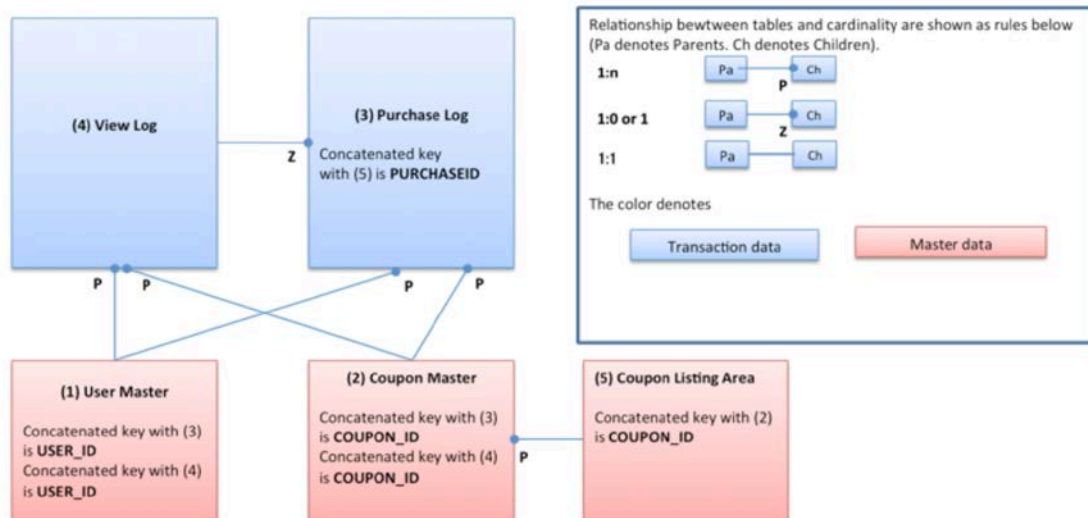 (4) View Log
Z
(3) Purchase Log
Concatenated key
with (5) is PURCHASEID
P
P
P
P
(1) User Master
Concatenated key with (3)
is USER_ID
Concatenated key with (4)
is USER_ID
(2) Coupon Master
Concatenated key with (3)
is COUPON_ID
Concatenated key with (4)
is COUPON_ID
P
(5) Coupon Listing Area
Concatenated key with (2)
is COUPON_ID
Relationship bewtween tables and cardinality are shown as rules below
(Pa denotes Parents. Ch denotes Children).
1:n
Pa
Ch
P
1:0 or 1
Pa
Ch
Z
1:1
Pa
Ch
The color denotes
Transaction data
Master data